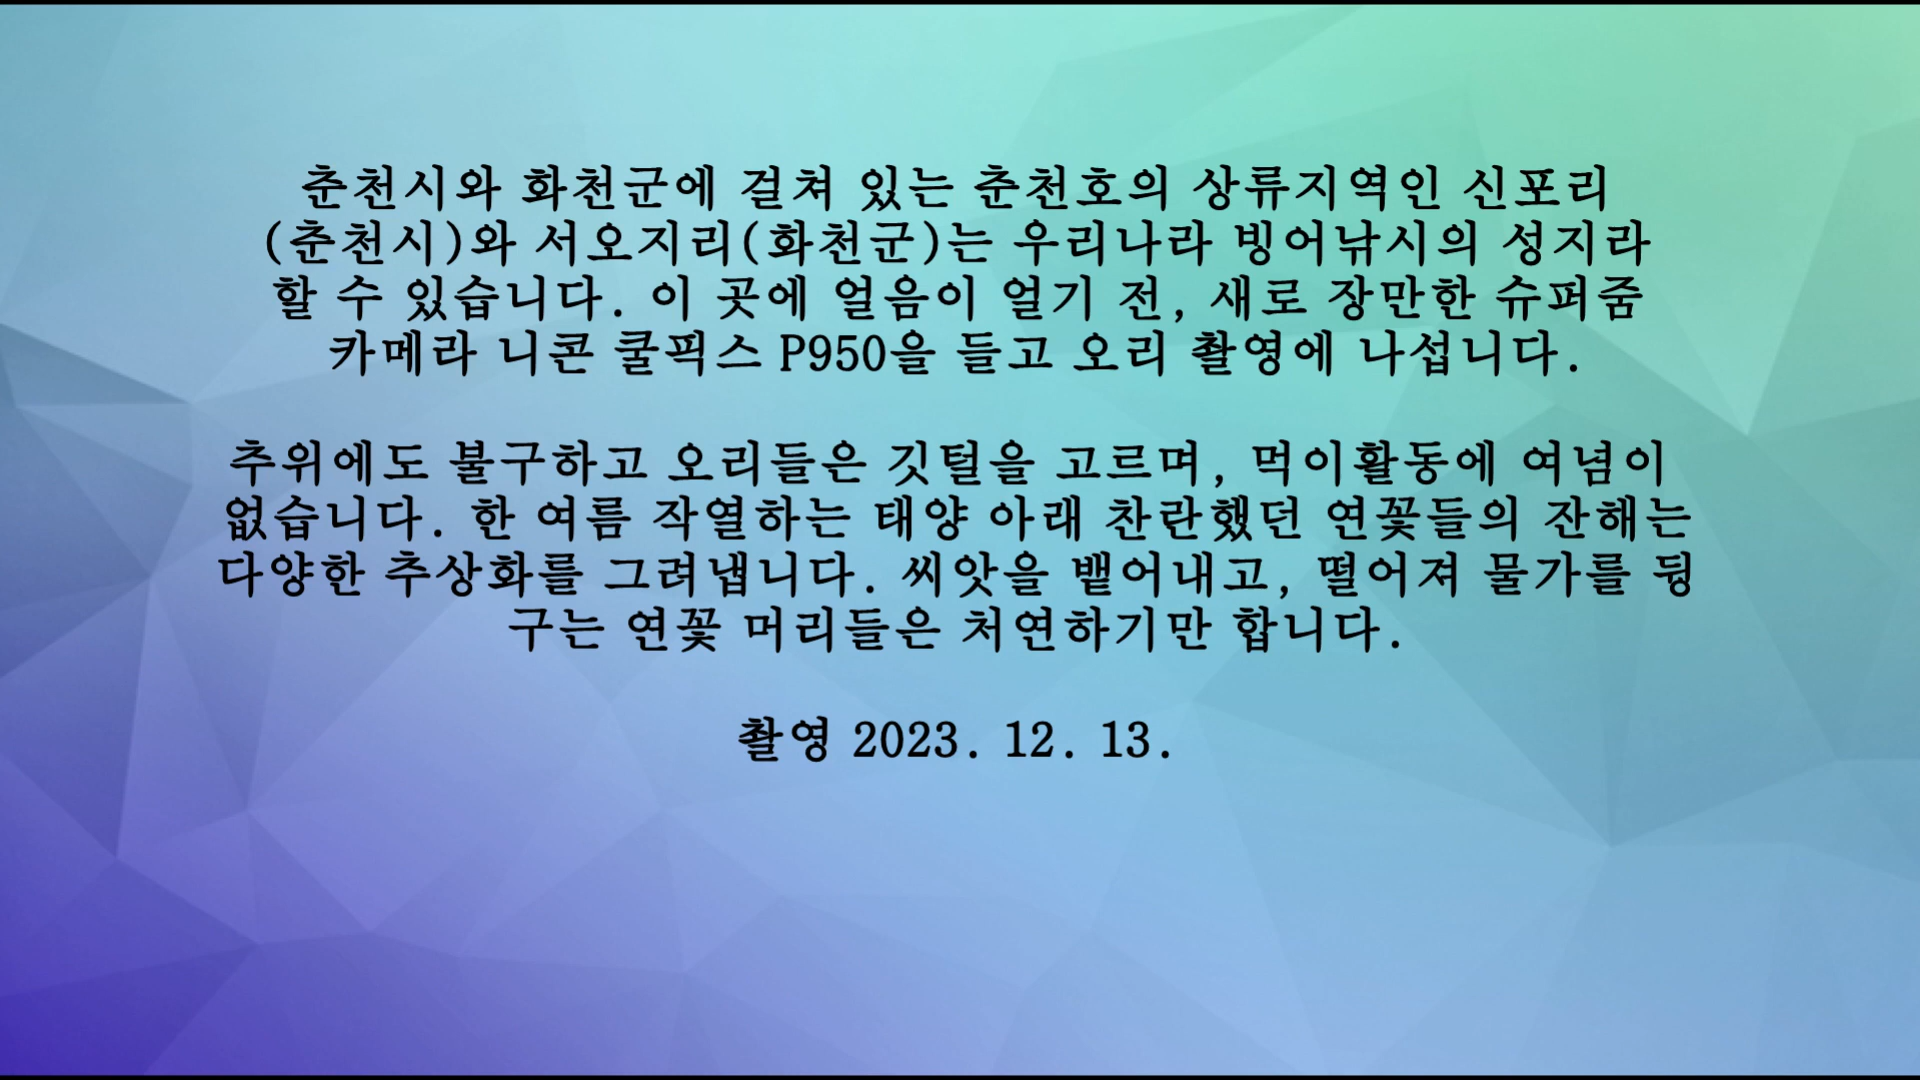 춘천시와 화천군에 걸쳐 있는 춘천호의 상류지역인 신포리
(춘천시)와 서오지리(화천군)는 우리나라 빙어낚시의 성지라
할 수 있습니다. 이 곳에 얼음이 얼기 전, 새로 장만한 슈퍼줌
카메라 니콘 쿨픽스 P950을 들고 오리 촬영에 나섭니다.
추위에도 불구하고 오리들은 깃털을 고르며, 먹이활동에 여념이
없습니다. 한 여름 작열하는 태양 아래 찬란했던 연꽃들의 잔해는
다양한 추상화를 그려냅니다. 씨앗을 뱉어내고, 떨어져 물가를 뒹
구는 연꽃 머리들은 처연하기만 합니다.
촬영 2023. 12. 13.